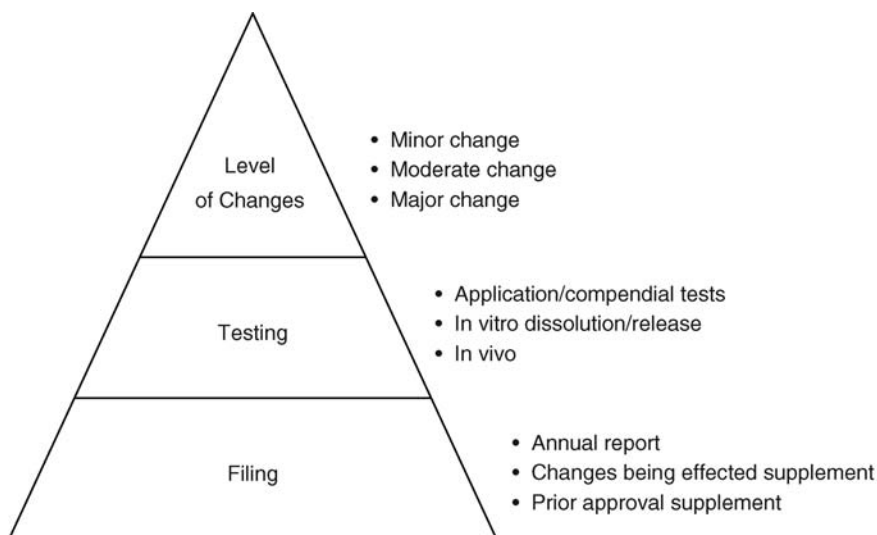 Level
of Changes
• Minor change
• Moderate change
• Major change
Testing
• Application/compendial tests
• In vitro dissolution/release
• In vivo
Filing
• Annual report
• Changes being effected supplement
• Prior approval supplement